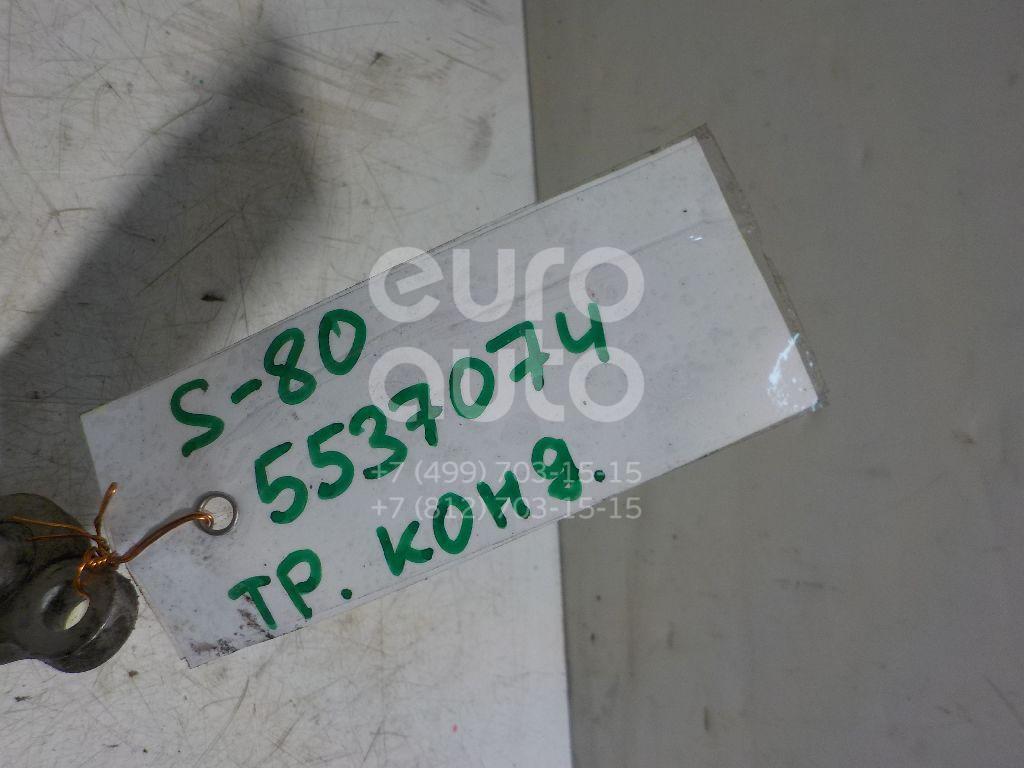 S-80
5537074
ТР. КОНд.
euro
auto
+7 (499) 703-15-15
+7 (812) 703-15-15